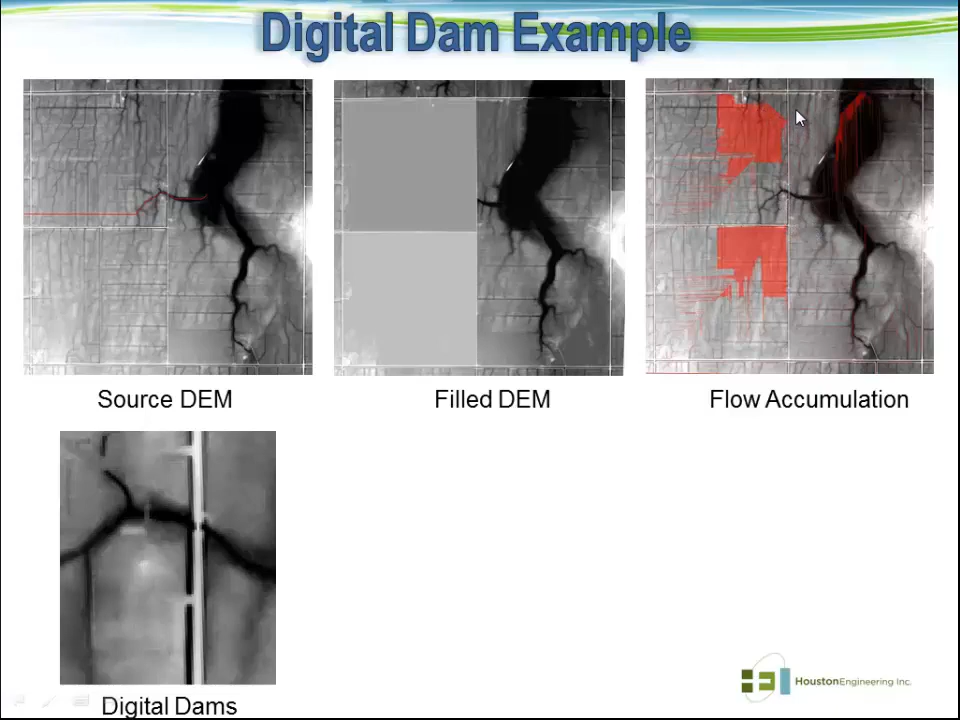 Digital Dam Example
Source DEM
Filled DEM
Flow Accumulation
Digital Dams
HoustonEngineering Inc.